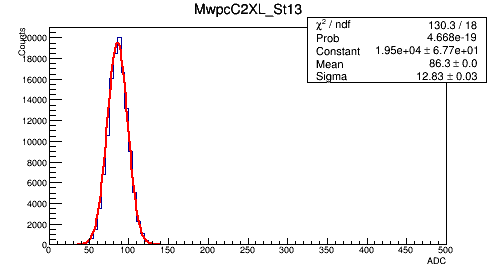 MwpcC2XL_St13
χ² / ndf 130.3 / 18
Prob 4.668e-19
Constant 1.95e+04 ± 6.77e+01
Mean 86.3 ± 0.0
Sigma 12.83 ± 0.03
Counts
20000
18000
16000
14000
12000
10000
8000
6000
4000
2000
0
0 50 100 150 200 250 300 350 400 450 500
ADC